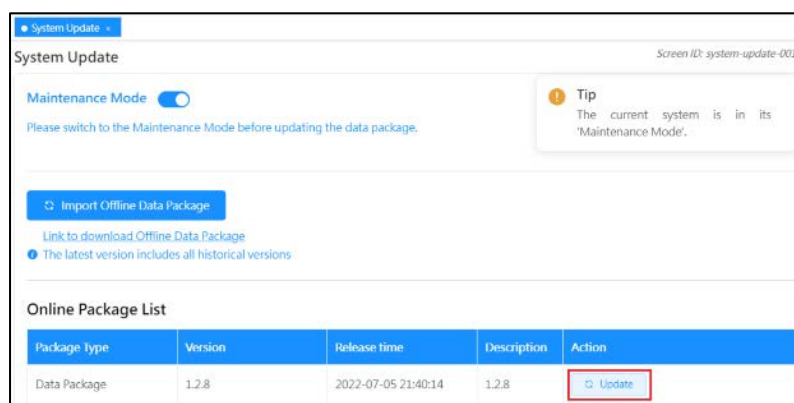 System Update ×
System Update
Screen ID: system-update-001
Maintenance Mode
Please switch to the Maintenance Mode before updating the data package.
Tip
The current system is in its
'Maintenance Mode'.
Import Offline Data Package
Link to download Offline Data Package
The latest version includes all historical versions
Online Package List
Package Type Version Release time Description Action
Data Package 1.2.8 2022-07-05 21:40:14 1.2.8 Update